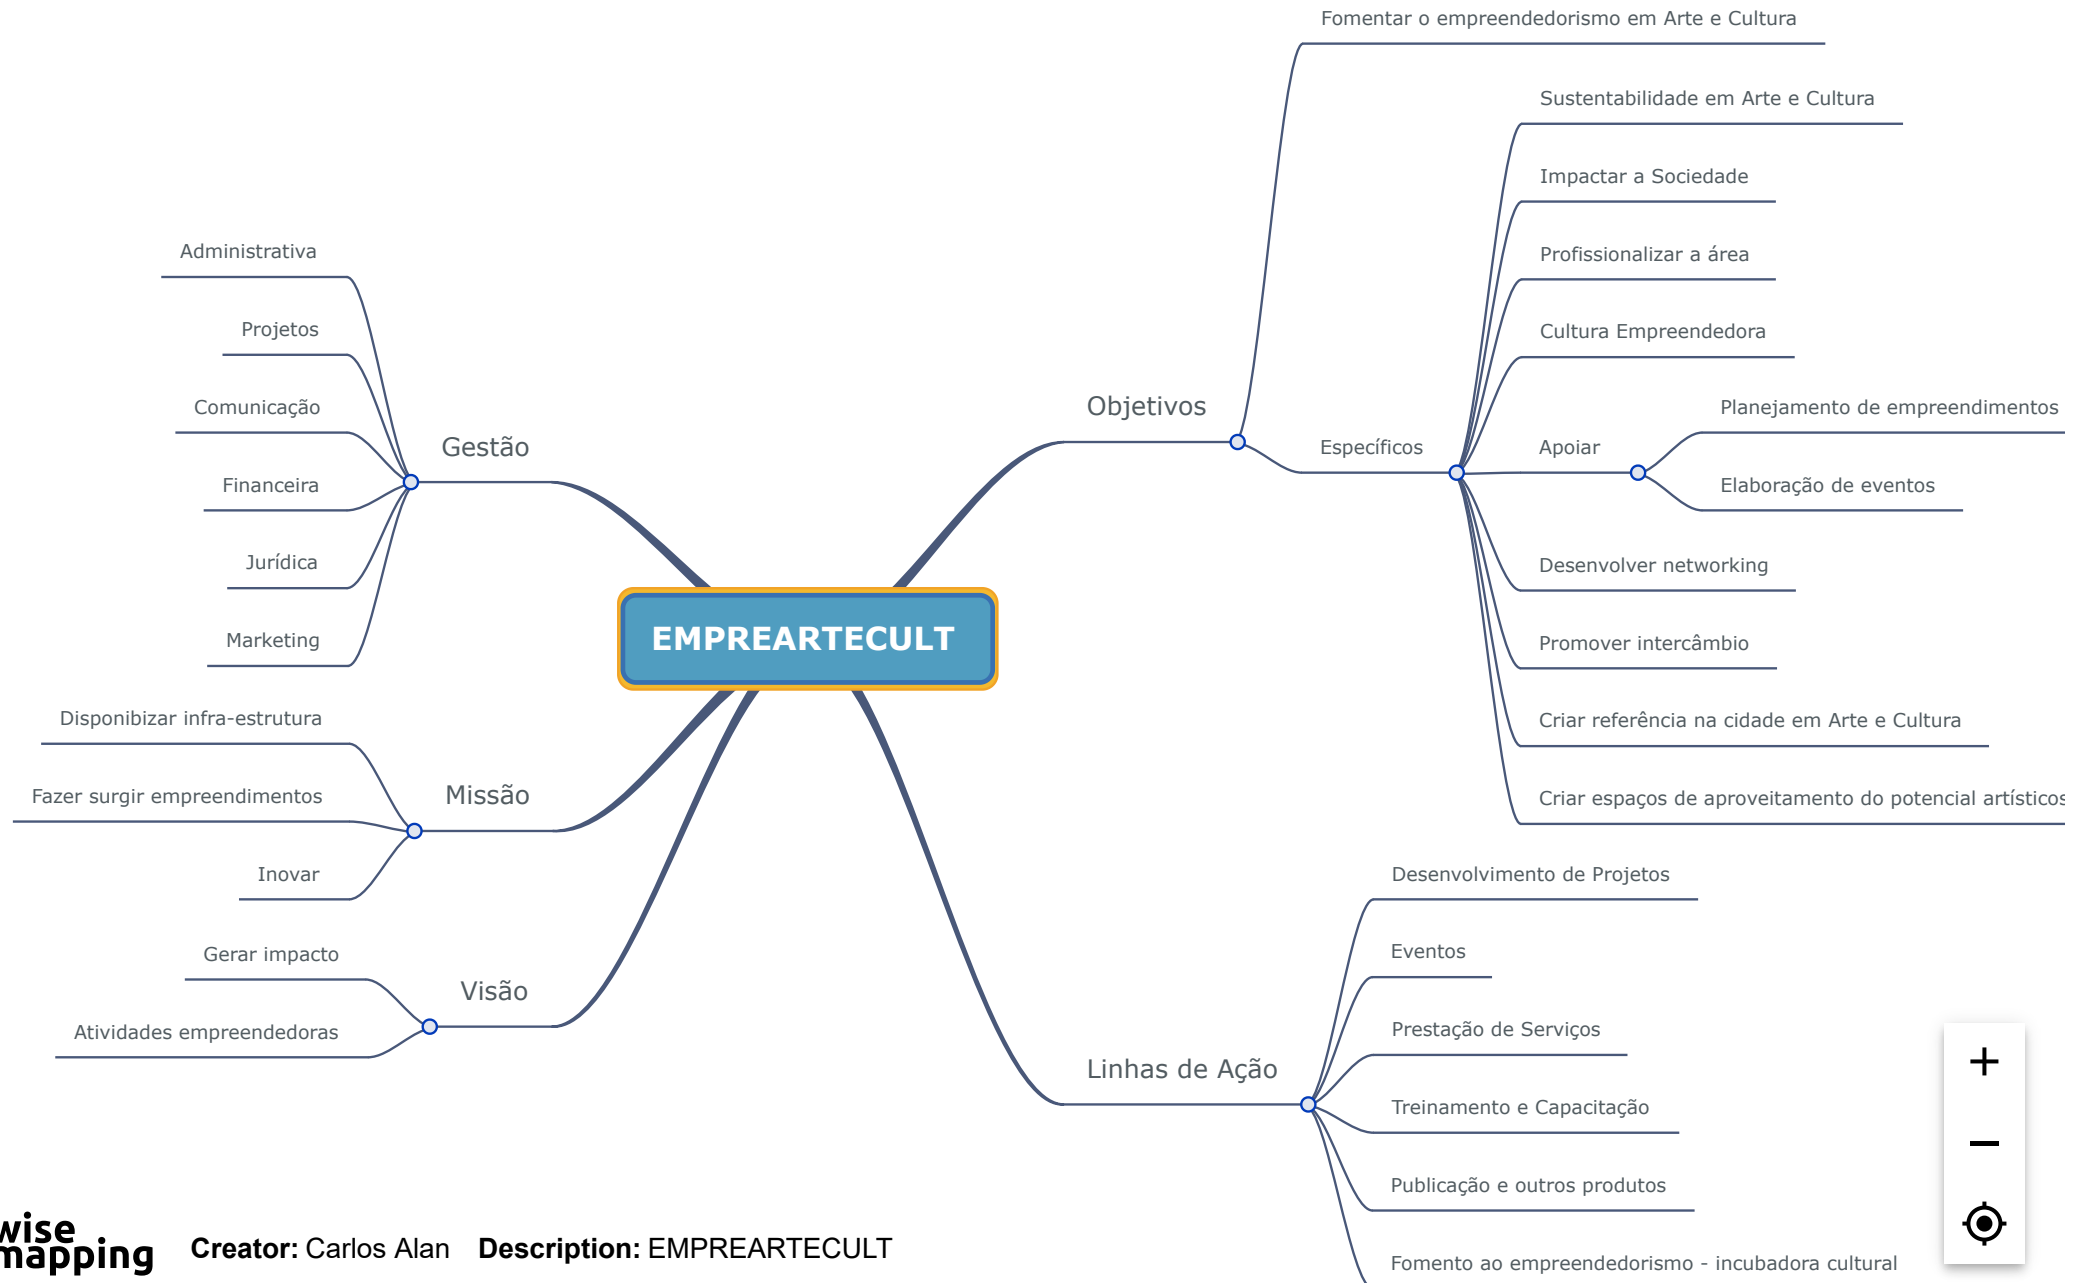 Fomentar o empreendedorismo em Arte e Cultura
Sustentabilidade em Arte e Cultura
Impactar a Sociedade
Profissionalizar a área
Cultura Empreendedora
Objetivos
Específicos
Apoiar
Planejamento de empreendimentos
Elaboração de eventos
Desenvolver networking
Promover intercâmbio
Criar referência na cidade em Arte e Cultura
Criar espaços de aproveitamento do potencial artísticos
Administrativa
Projetos
Comunicação
Gestão
Financeira
Jurídica
Marketing
EMPREARTECULT
Disponibizar infra-estrutura
Fazer surgir empreendimentos
Missão
Inovar
Gerar impacto
Visão
Atividades empreendedoras
Desenvolvimento de Projetos
Eventos
Prestação de Serviços
Linhas de Ação
Treinamento e Capacitação
Publicação e outros produtos
Fomento ao empreendedorismo - incubadora cultural
wise
mapping
Creator: Carlos Alan Description: EMPREARTECULT